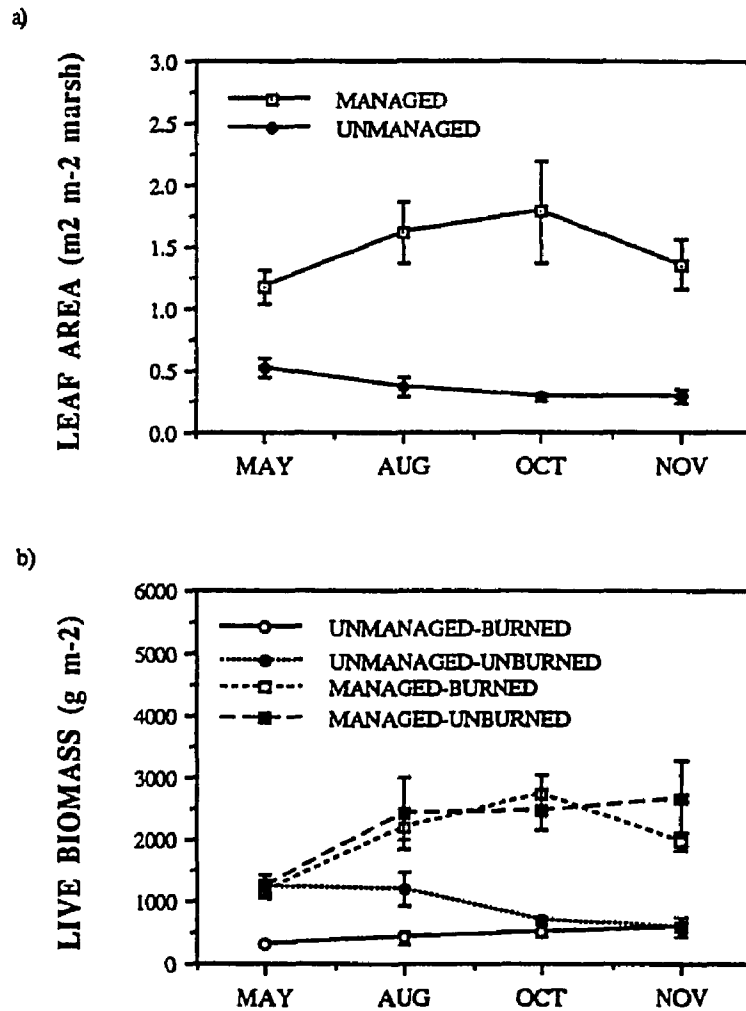 a)
LEAF AREA (m2 m-2 marsh)
3.0
2.5
2.0
1.5
1.0
0.5
0.0
MANAGED
UNMANAGED
MAY AUG OCT NOV
b)
LIVE BIOMASS (g m-2)
6000
5000
4000
3000
2000
1000
0
UNMANAGED-BURNED
UNMANAGED-UNBURNED
MANAGED-BURNED
MANAGED-UNBURNED
MAY AUG OCT NOV